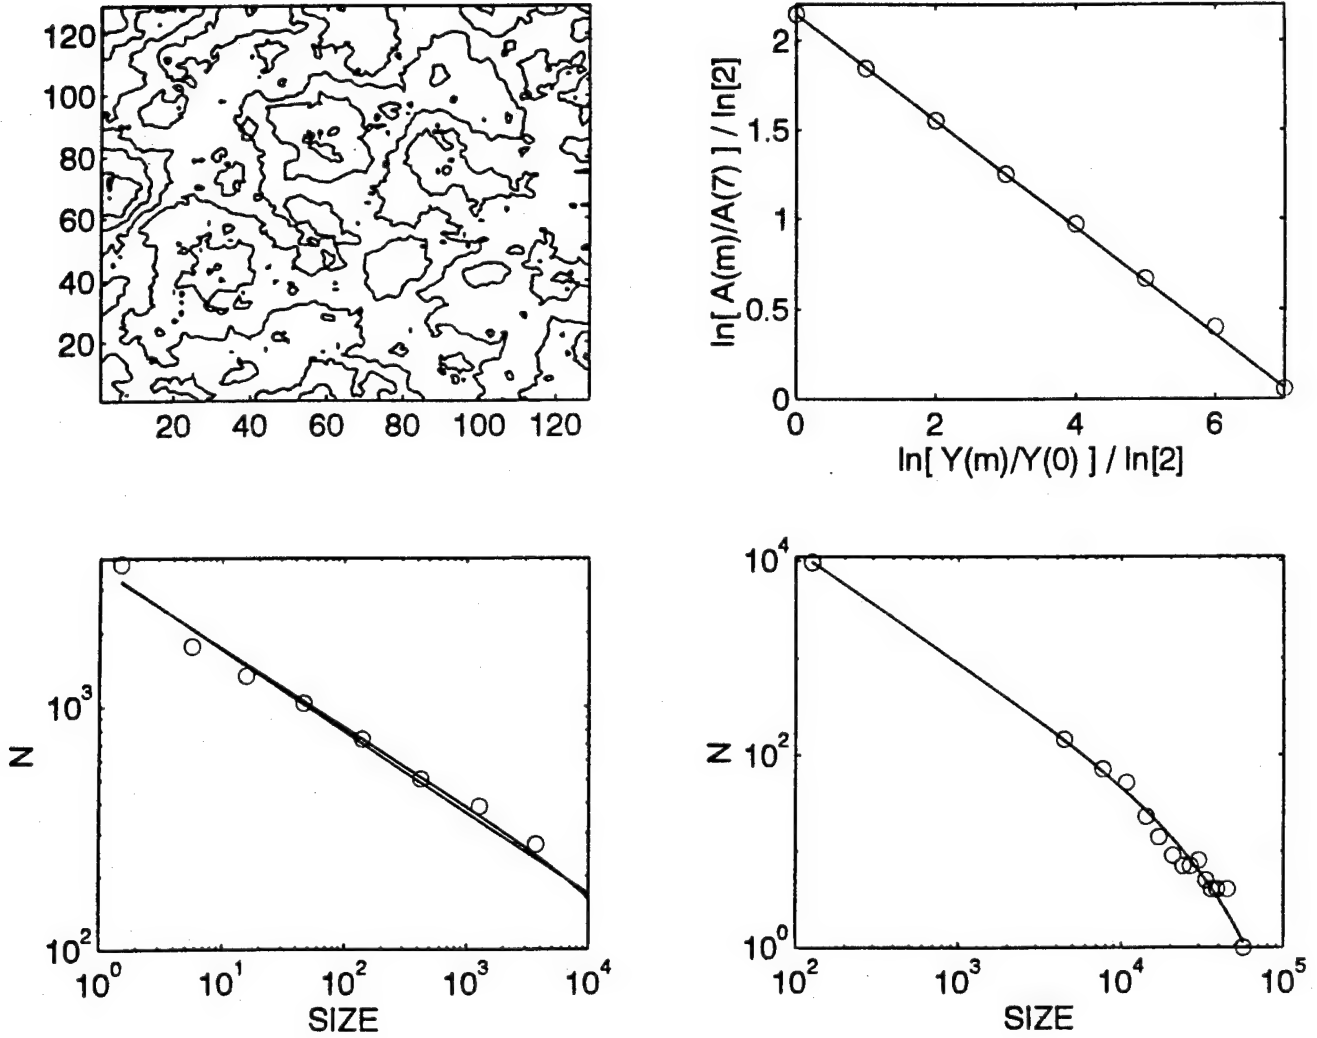 120
100
80
60
40
20
20 40 60 80 100 120
ln[ A(m)/A(7) ] / ln[2]
2
1.5
1
0.5
0
0 2 4 6
ln[ Y(m)/Y(0) ] / ln[2]
N
10^3
10^2
10^0 10^1 10^2 10^3 10^4
SIZE
N
10^4
10^2
10^0
10^2 10^3 10^4 10^5
SIZE